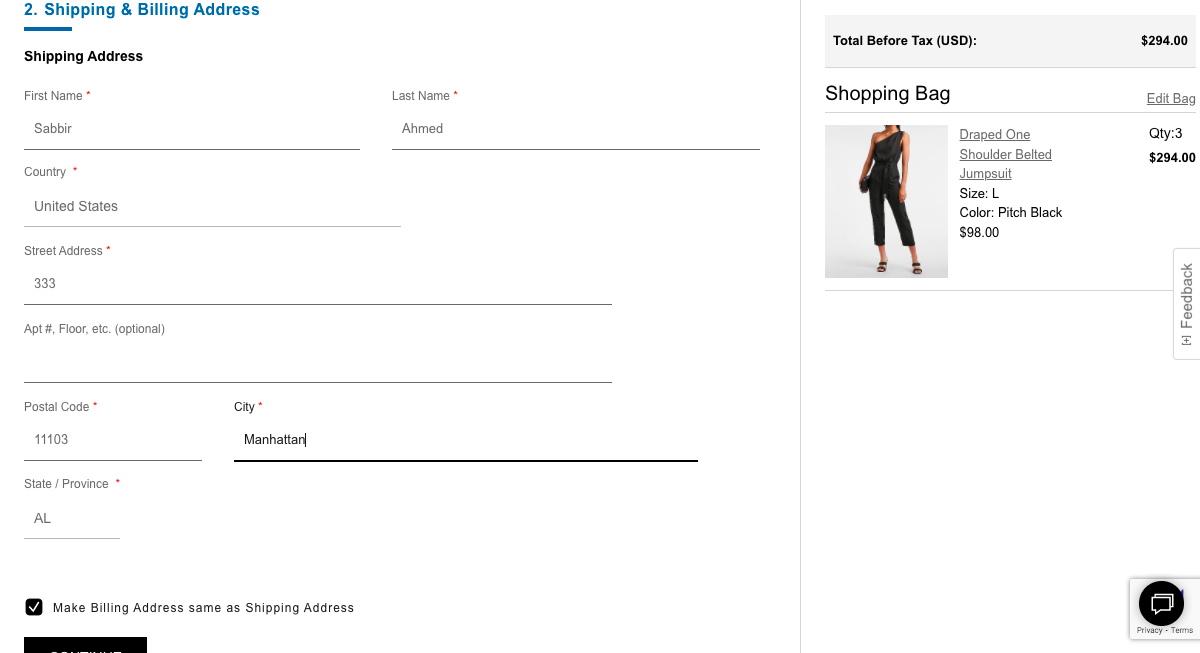 2. Shipping & Billing Address
Shipping Address
First Name *
Last Name *
Sabbir
Ahmed
Country *
United States
Street Address *
333
Apt #, Floor, etc. (optional)
Postal Code *
City *
11103
Manhattan
State / Province *
AL
Make Billing Address same as Shipping Address
CONTINUE
Total Before Tax (USD): $294.00
Shopping Bag
Edit Bag
Draped One
Shoulder Belted
Jumpsuit
Size: L
Color: Pitch Black
$98.00
Qty:3
$294.00
[+] Feedback
Privacy - Terms